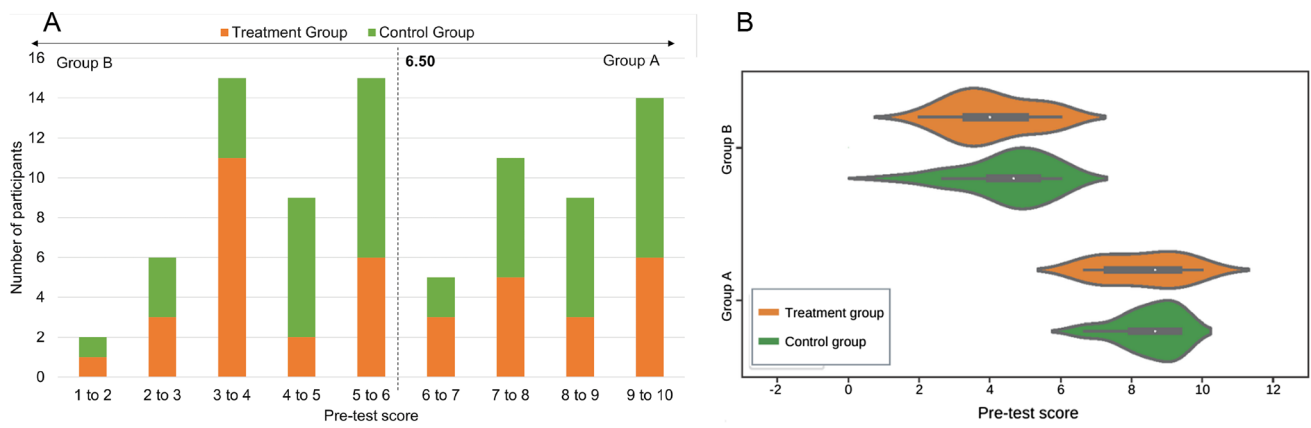 A
Treatment Group Control Group
Group B
6.50
Group A
Number of participants
16
14
12
10
8
6
4
2
0
1 to 2 2 to 3 3 to 4 4 to 5 5 to 6 6 to 7 7 to 8 8 to 9 9 to 10
Pre-test score
B
Group B
Group A
Treatment group
Control group
-2 0 2 4 6 8 10 12
Pre-test score